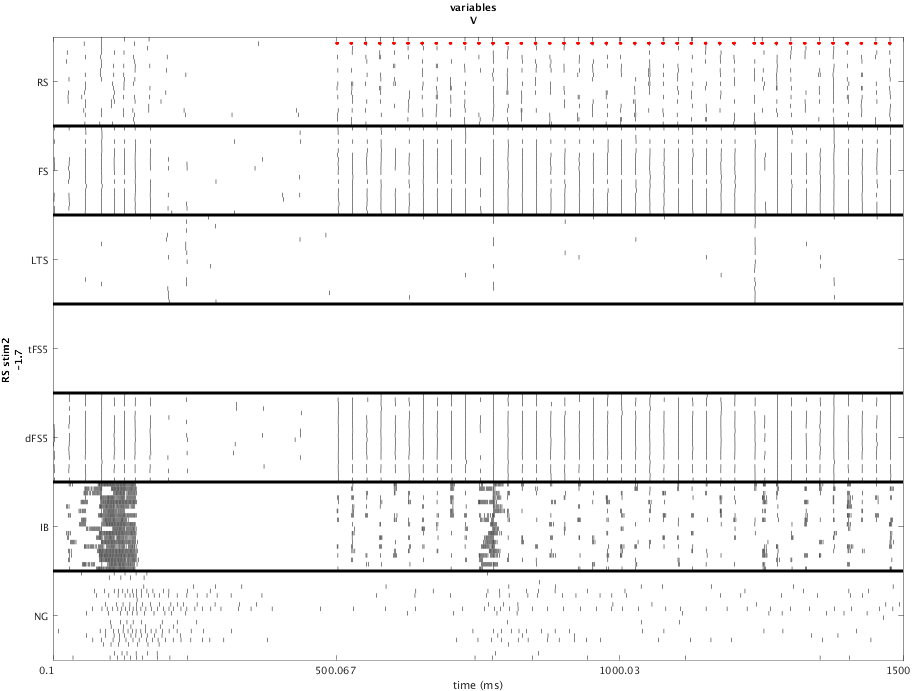 variables
V
RS
FS
LTS
RS stim2
-1.7
tFS5
dFS5
IB
NG
0.1
500.067
1000.03
1500
time (ms)